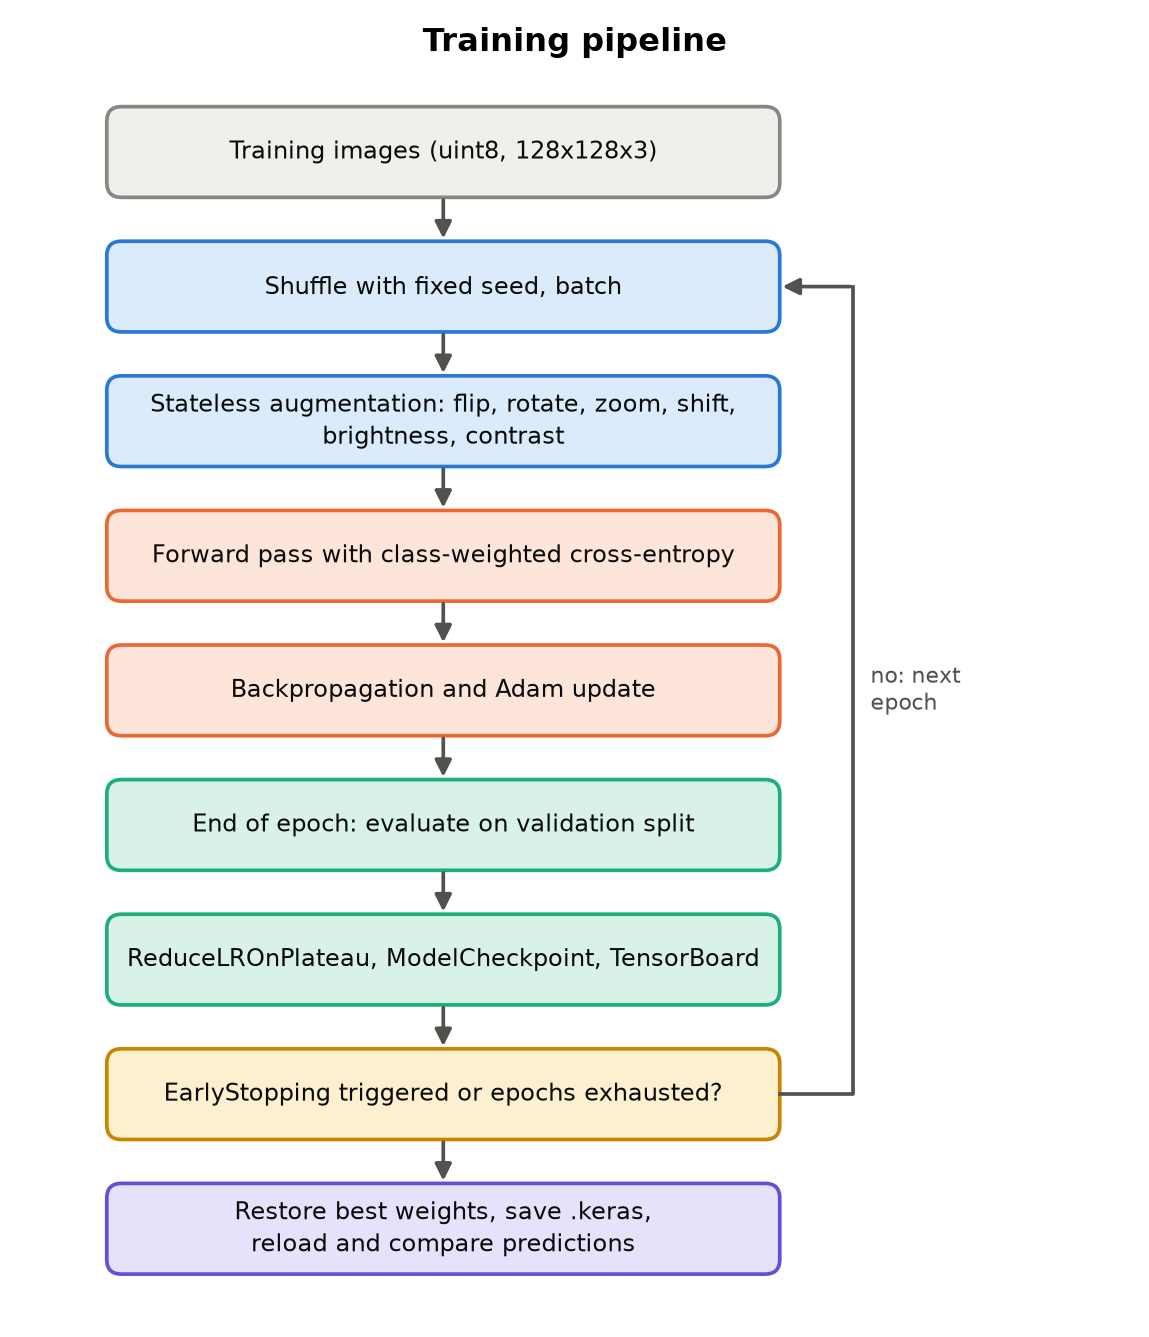 Training pipeline
Training images (uint8, 128x128x3)
Shuffle with fixed seed, batch
Stateless augmentation: flip, rotate, zoom, shift,
brightness, contrast
Forward pass with class-weighted cross-entropy
Backpropagation and Adam update
no: next
epoch
End of epoch: evaluate on validation split
ReduceLROnPlateau, ModelCheckpoint, TensorBoard
EarlyStopping triggered or epochs exhausted?
Restore best weights, save .keras,
reload and compare predictions